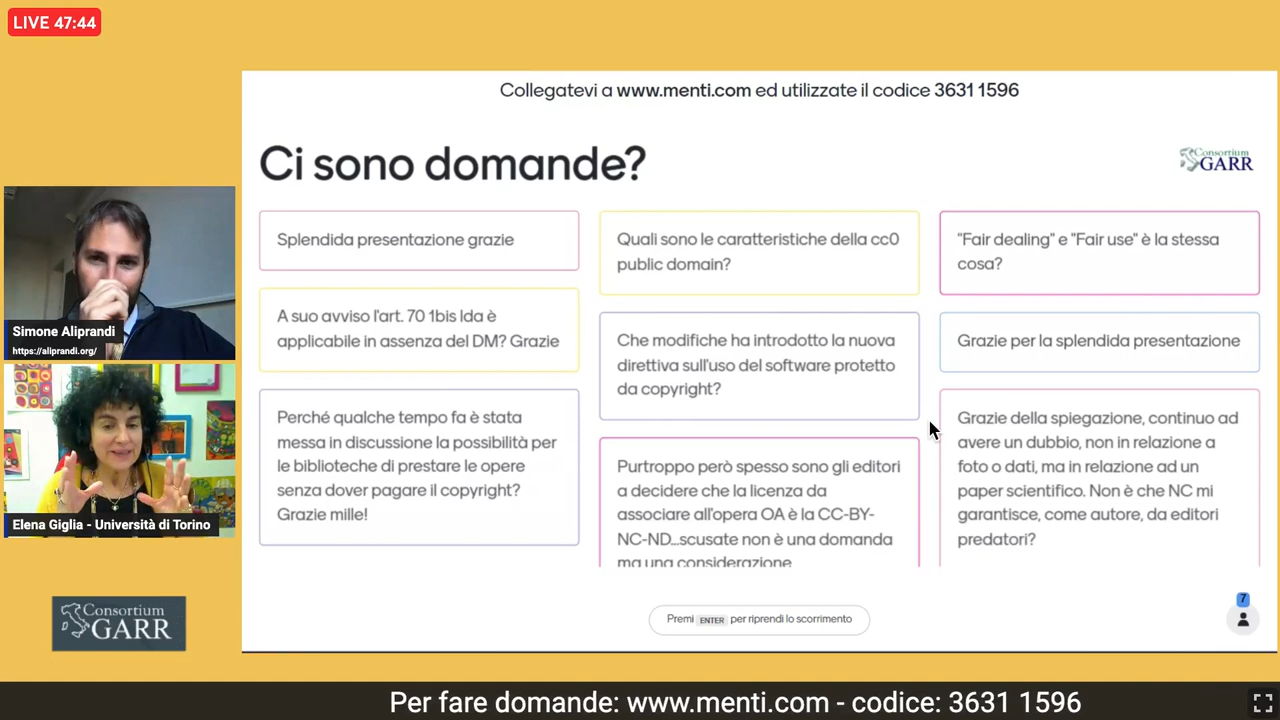 LIVE 47:44
Collegatevi a www.menti.com ed utilizzate il codice 3631 1596
Ci sono domande?
Consortium
GARR
Splendida presentazione grazie
A suo avviso l'art. 70 1bis lda è
applicabile in assenza del DM? Grazie
Perché qualche tempo fa è stata
messa in discussione la possibilità per
le biblioteche di prestare le opere
senza dover pagare il copyright?
Grazie mille!
Quali sono le caratteristiche della cc0
public domain?
Che modifiche ha introdotto la nuova
direttiva sull'uso del software protetto
da copyright?
Purtroppo però spesso sono gli editori
a decidere che la licenza da
associare all'opera OA è la CC-BY-
NC-ND...scusate non è una domanda
ma una considerazione
"Fair dealing" e "Fair use" è la stessa
cosa?
Grazie per la splendida presentazione
Grazie della spiegazione, continuo ad
avere un dubbio, non in relazione a
foto o dati, ma in relazione ad un
paper scientifico. Non è che NC mi
garantisce, come autore, da editori
predatori?
Simone Aliprandi
https://aliprandi.org/
Elena Giglia - Università di Torino
Consortium
GARR
Premi ENTER per riprendi lo scorrimento
7
Per fare domande: www.menti.com - codice: 3631 1596